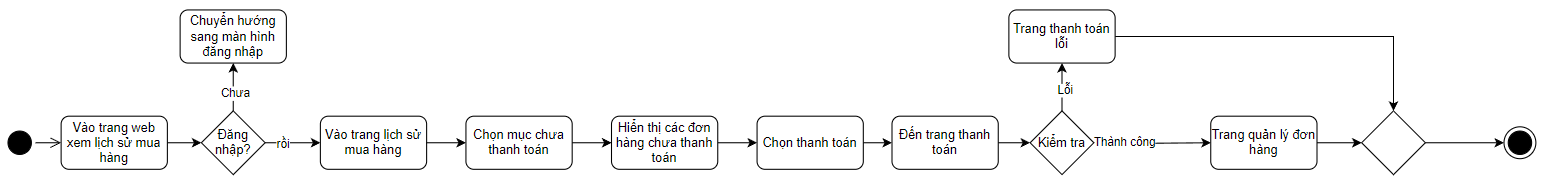 Chuyển hướng
sang màn hình
đăng nhập
Trang thanh toán
lỗi
Chưa
Lỗi
Vào trang web
xem lịch sử mua
hàng
Đăng
nhập?
rồi
Vào trang lịch sử
mua hàng
Chọn mục chưa
thanh toán
Hiển thị các đơn
hàng chưa thanh
toán
Chọn thanh toán
Đến trang thanh
toán
Kiểm tra
Thành công
Trang quản lý đơn
hàng